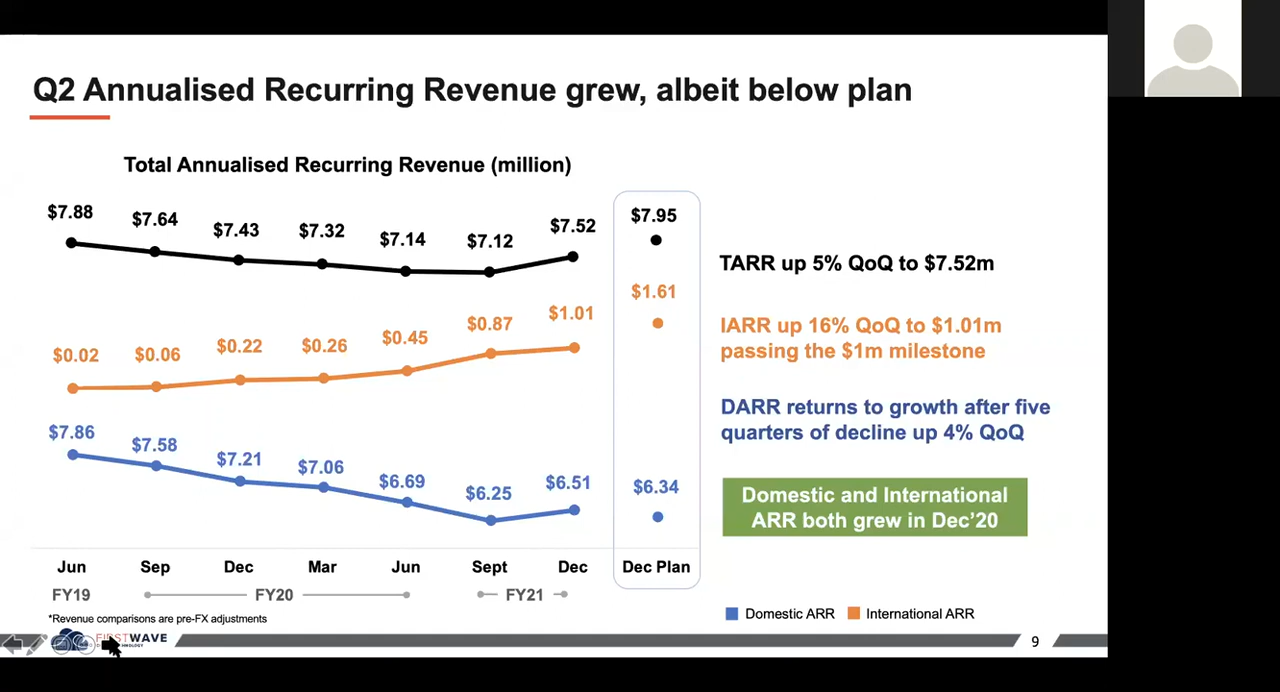 Q2 Annualised Recurring Revenue grew, albeit below plan
Total Annualised Recurring Revenue (million)
$7.88 $7.64 $7.43 $7.32 $7.14 $7.12 $7.52 $7.95
$0.02 $0.06 $0.22 $0.26 $0.45 $0.87 $1.01 $1.61
$7.86 $7.58 $7.21 $7.06 $6.69 $6.25 $6.51 $6.34
Jun Sep Dec Mar Jun Sept Dec Dec Plan
FY19 FY20 FY21
TARR up 5% QoQ to $7.52m
IARR up 16% QoQ to $1.01m
passing the $1m milestone
DARR returns to growth after five
quarters of decline up 4% QoQ
Domestic and International
ARR both grew in Dec'20
Domestic ARR International ARR
*Revenue comparisons are pre-FX adjustments
FIRSTWAVE
9